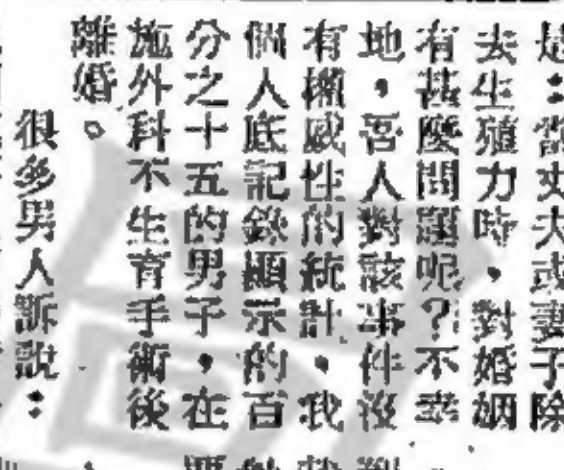 是：當丈夫或妻子除
去生殖力時，對婚姻
有甚麼問題呢？不幸
地，吾人對該事件沒
有權威性的統計，我
個人底記錄顯示的百
分之十五的男子，在
施外科不生育手術後
離婚。
很多男人訴說：